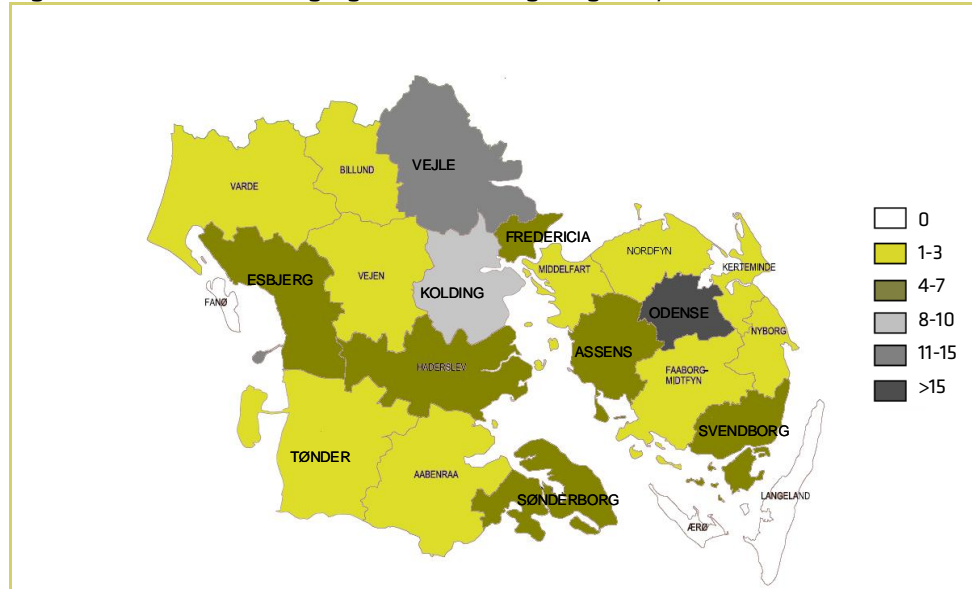 VEJLE
BILLUND
VARDE
FREDERICIA
NORDFYN
MIDDELFART
KERTEMINDE
ESBJERG
VEJEN
KOLDING
FANØ
ODENSE
NYBORG
ASSENS
HADERSLEV
FAABORG-
MIDTFYN
SVENDBORG
TØNDER
AABENRAA
SØNDERBORG
LANGELAND
ÆRØ
0
1-3
4-7
8-10
11-15
>15